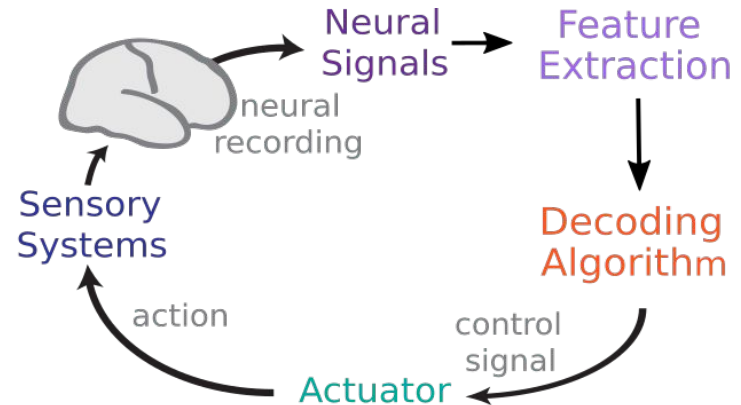 Neural
Signals
Feature
Extraction
neural
recording
Sensory
Systems
Decoding
Algorithm
action
control
signal
Actuator